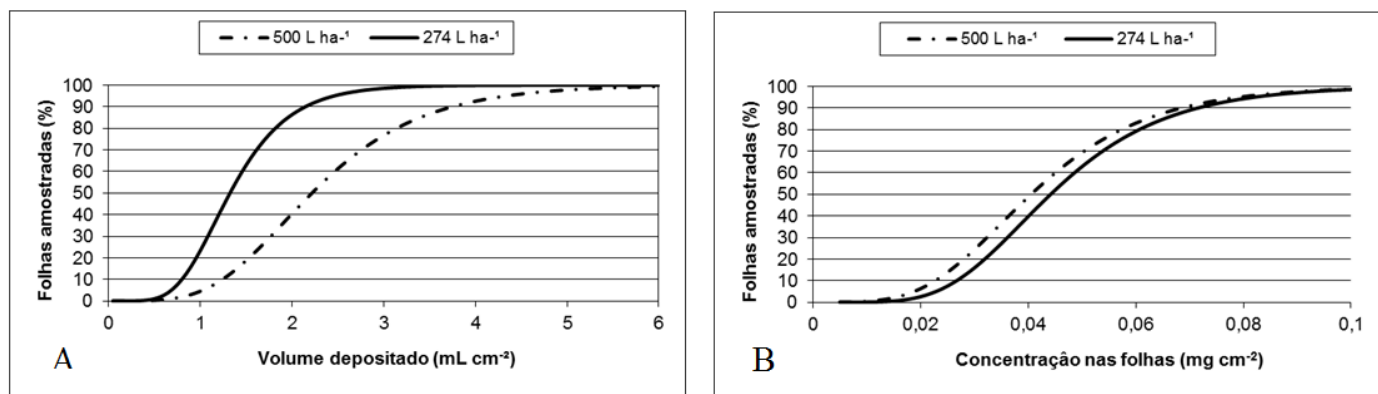 500 L ha-¹ 274 L ha-¹
Folhas amostradas (%)
100
90
80
70
60
50
40
30
20
10
0
0 1 2 3 4 5 6
Volume depositado (mL cm-²)
A
500 L ha-¹ 274 L ha-¹
Folhas amostradas (%)
100
90
80
70
60
50
40
30
20
10
0
0 0,02 0,04 0,06 0,08 0,1
Concentração nas folhas (mg cm-²)
B